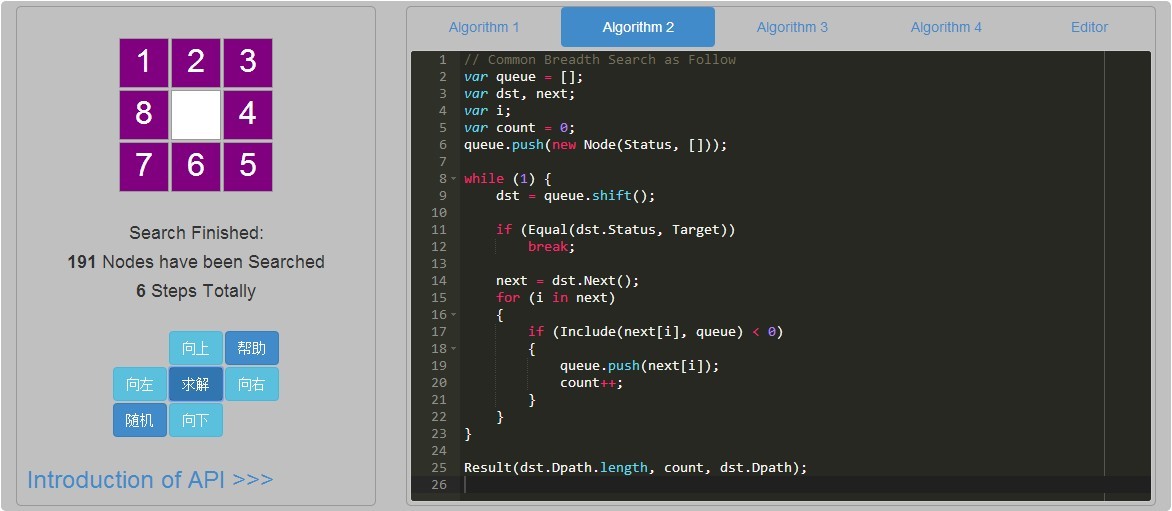 1 2 3
8 4
7 6 5
Search Finished:
191 Nodes have been Searched
6 Steps Totally
向上 帮助
向左 求解 向右
随机 向下
Introduction of API >>>
Algorithm 1 Algorithm 2 Algorithm 3 Algorithm 4 Editor
1 // Common Breadth Search as Follow
2 var queue = [];
3 var dst, next;
4 var i;
5 var count = 0;
6 queue.push(new Node(Status, []));
7
8 while (1) {
9     dst = queue.shift();
10
11     if (Equal(dst.Status, Target))
12         break;
13
14     next = dst.Next();
15     for (i in next)
16     {
17         if (Include(next[i], queue) < 0)
18         {
19             queue.push(next[i]);
20             count++;
21         }
22     }
23 }
24
25 Result(dst.Dpath.length, count, dst.Dpath);
26